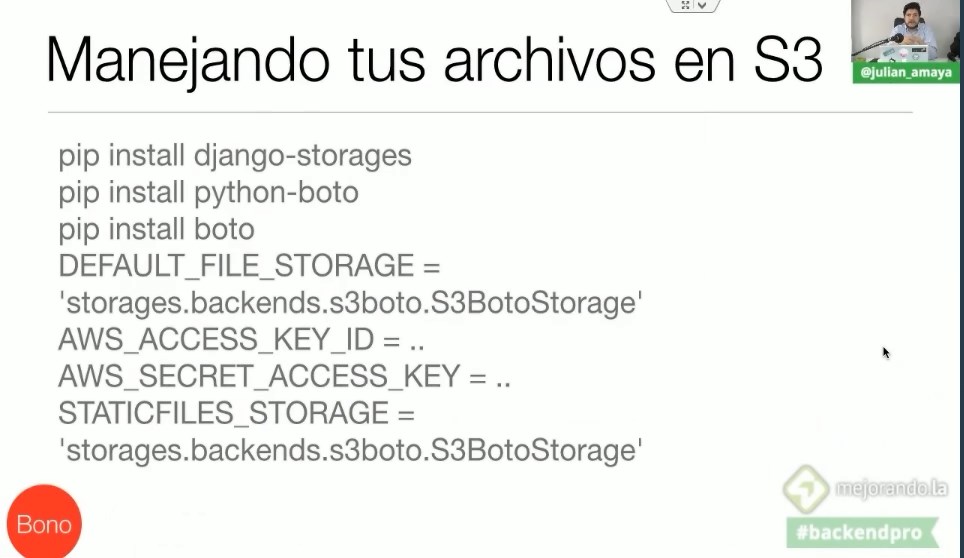 Manejando tus archivos en S3
@julian_amaya
pip install django-storages
pip install python-boto
pip install boto
DEFAULT_FILE_STORAGE =
'storages.backends.s3boto.S3BotoStorage'
AWS_ACCESS_KEY_ID = ..
AWS_SECRET_ACCESS_KEY = ..
STATICFILES_STORAGE =
'storages.backends.s3boto.S3BotoStorage'
Bono
mejorando.la
#backendpro